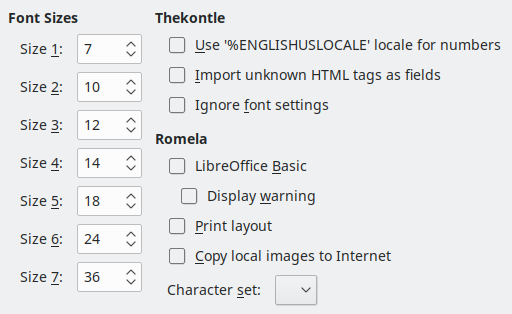 Font Sizes
Size 1: 7
Size 2: 10
Size 3: 12
Size 4: 14
Size 5: 18
Size 6: 24
Size 7: 36
Thekontle
Use '%ENGLISHUSLOCALE' locale for numbers
Import unknown HTML tags as fields
Ignore font settings
Romela
LibreOffice Basic
Display warning
Print layout
Copy local images to Internet
Character set: